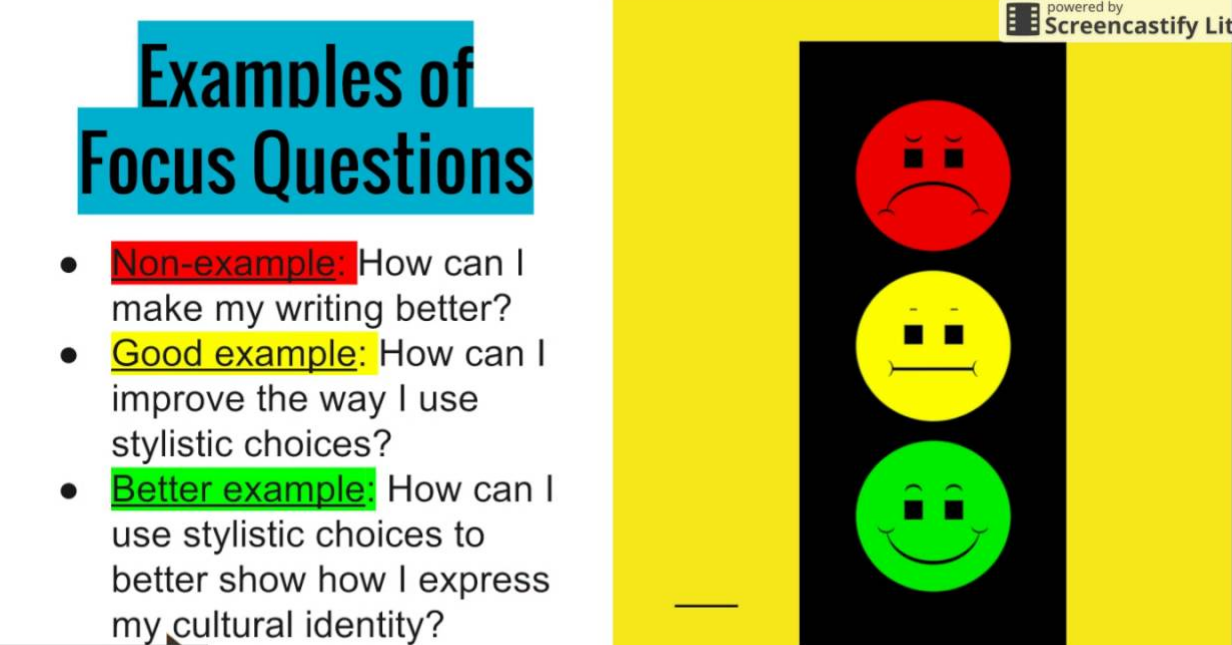 powered by
Screencastify Lit
Examples of
Focus Questions
● Non-example: How can I
make my writing better?
● Good example: How can I
improve the way I use
stylistic choices?
● Better example: How can I
use stylistic choices to
better show how I express
my cultural identity?